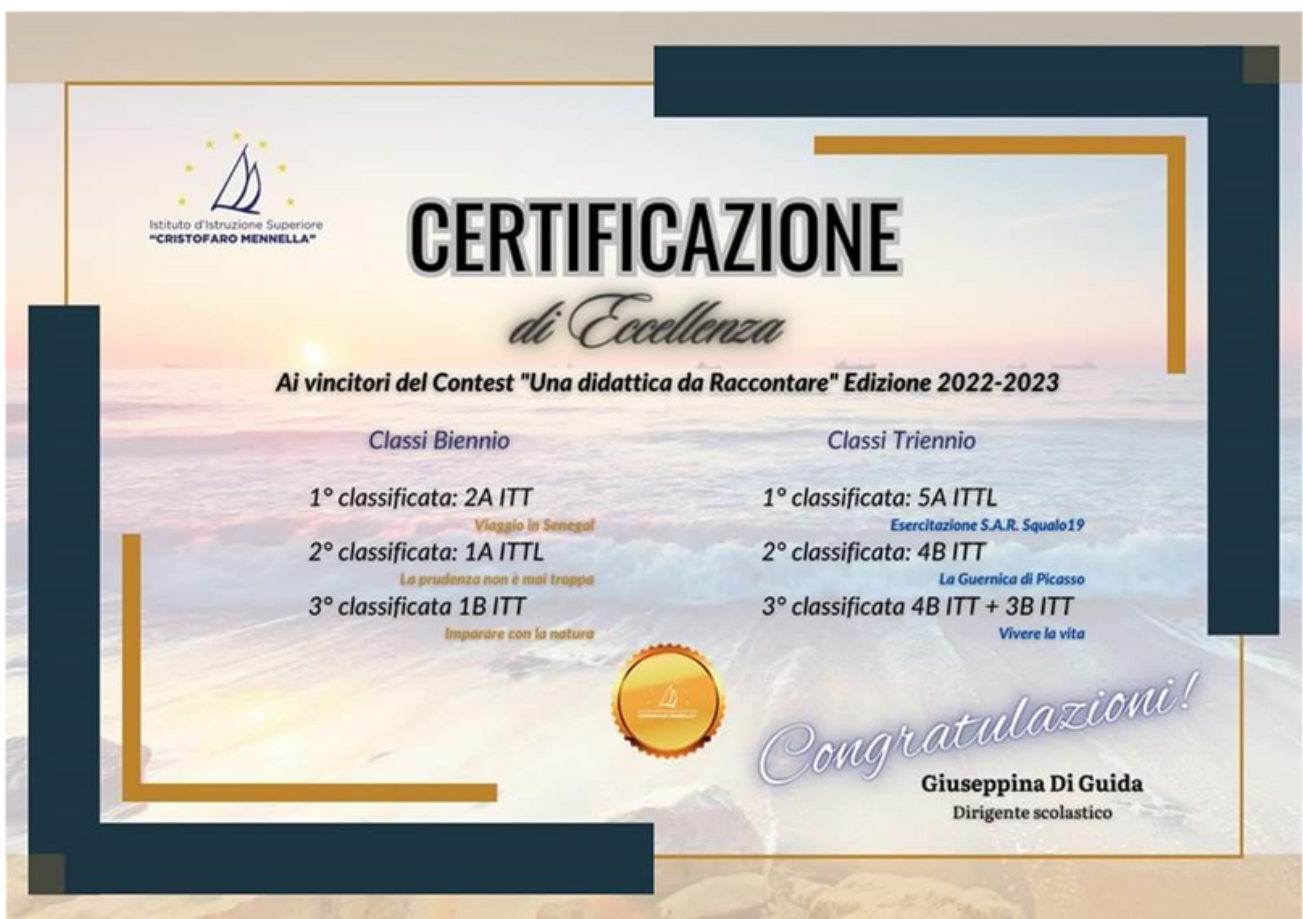 Istituto d'Istruzione Superiore
"CRISTOFARO MENNELLA"
CERTIFICAZIONE
di Eccellenza
Ai vincitori del Contest "Una didattica da Raccontare" Edizione 2022-2023
Classi Biennio
1° classificata: 2A ITT
Viaggio in Senegal
2° classificata: 1A ITTL
La prudenza non è mai troppa
3° classificata 1B ITT
Imparare con la natura
Classi Triennio
1° classificata: 5A ITTL
Esercitazione S.A.R. Squalo19
2° classificata: 4B ITT
La Guernica di Picasso
3° classificata 4B ITT + 3B ITT
Vivere la vita
Congratulazioni!
Giuseppina Di Guida
Dirigente scolastico